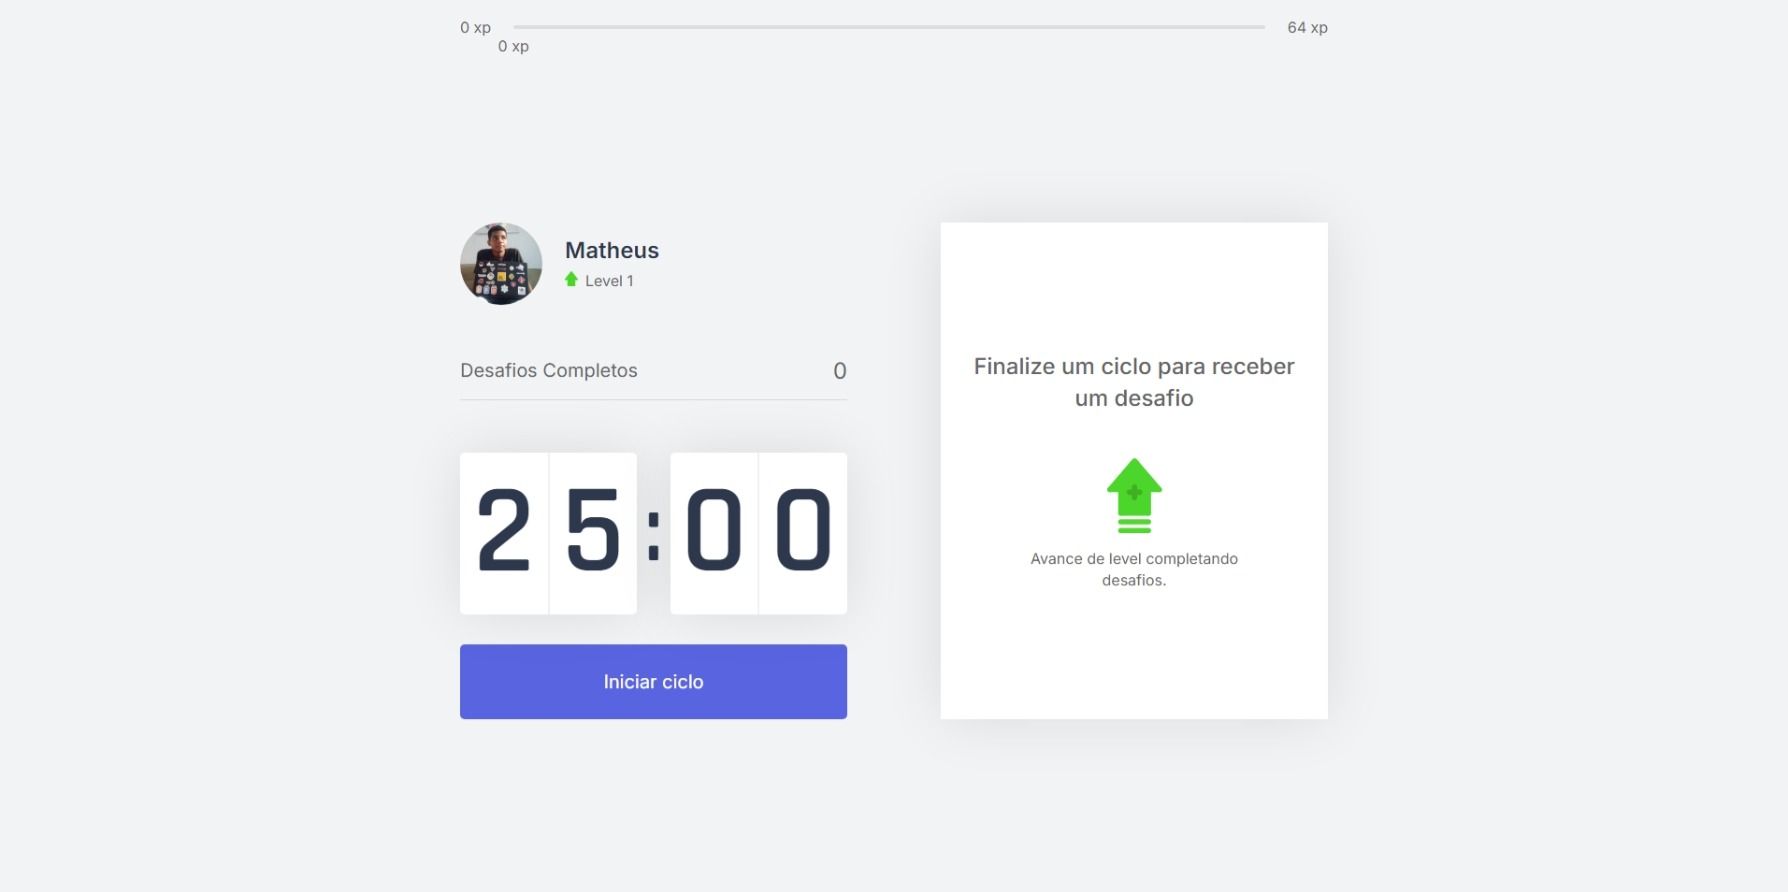 0 xp
64 xp
0 xp
Matheus
Level 1
Desafios Completos
0
25:00
Iniciar ciclo
Finalize um ciclo para receber
um desafio
Avance de level completando
desafios.